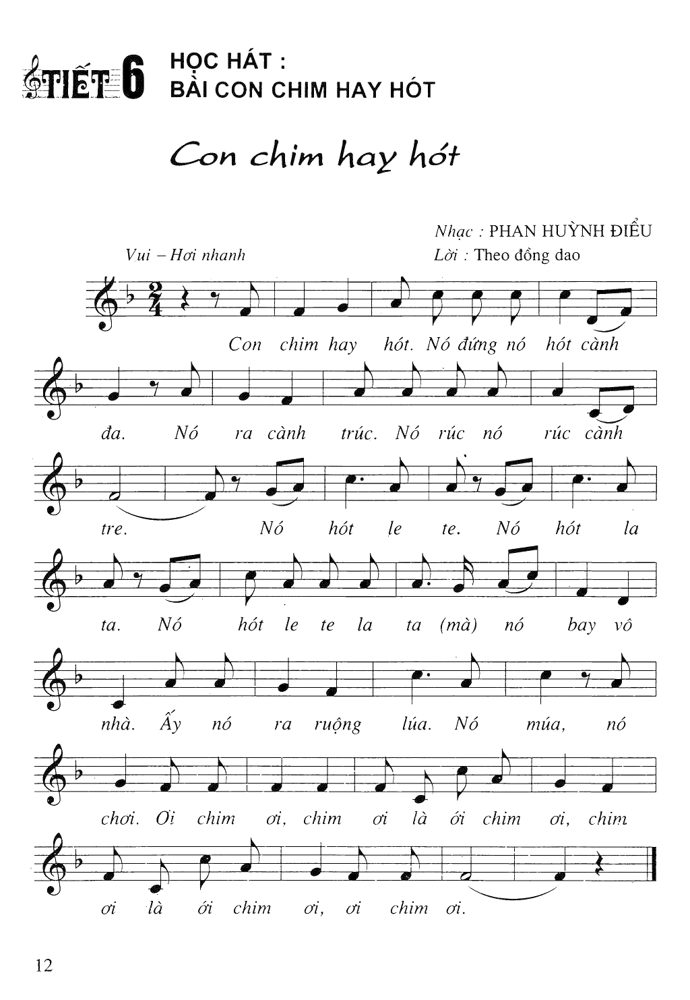 TIẾT 6
HỌC HÁT :
BÀI CON CHIM HAY HÓT
Con chim hay hót
Nhạc : PHAN HUỲNH ĐIỂU
Vui – Hơi nhanh
Lời : Theo đồng dao
2
4
Con chim hay hót. Nó đứng nó hót cành
đa. Nó ra cành trúc. Nó rúc nó rúc cành
tre. Nó hót le te. Nó hót la
ta. Nó hót le te la ta (mà) nó bay vô
nhà. Ấy nó ra ruộng lúa. Nó múa, nó
chơi. Ơi chim ơi, chim ơi là ới chim ơi, chim
ơi là ới chim ơi, ơi chim ơi.
12